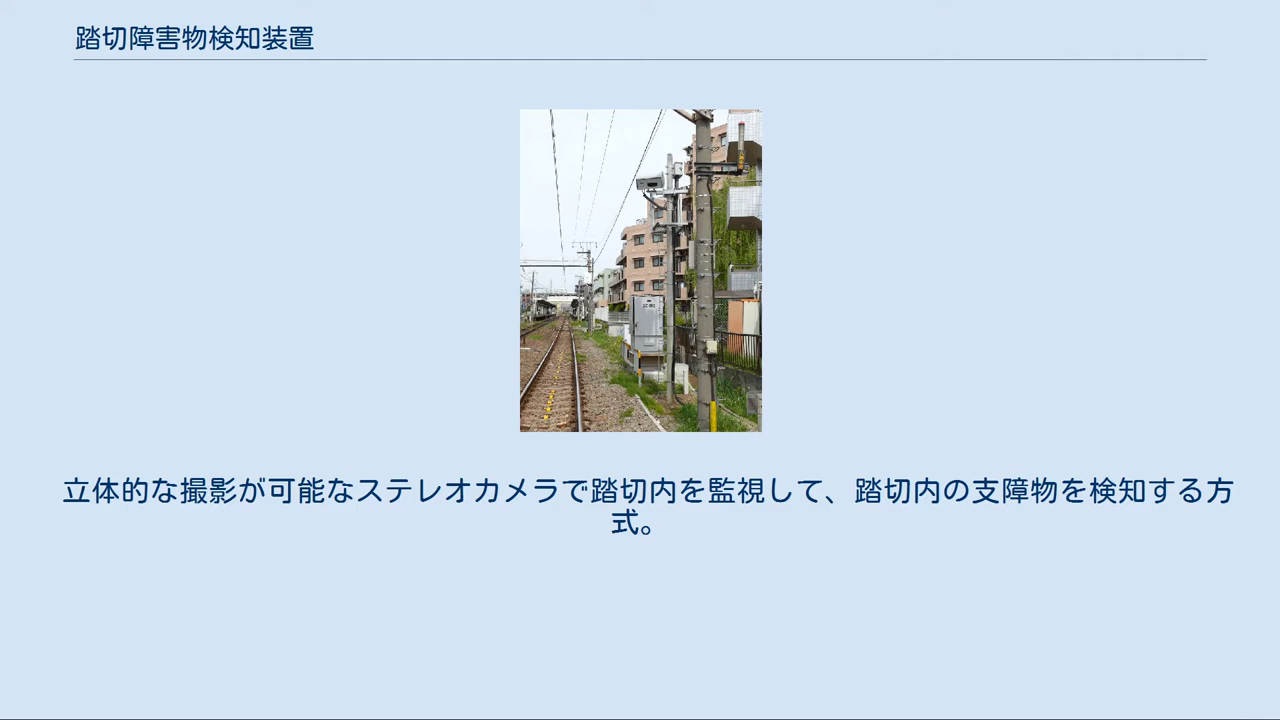 踏切障害物検知装置
立体的な撮影が可能なステレオカメラで踏切内を監視して、踏切内の支障物を検知する方
式。